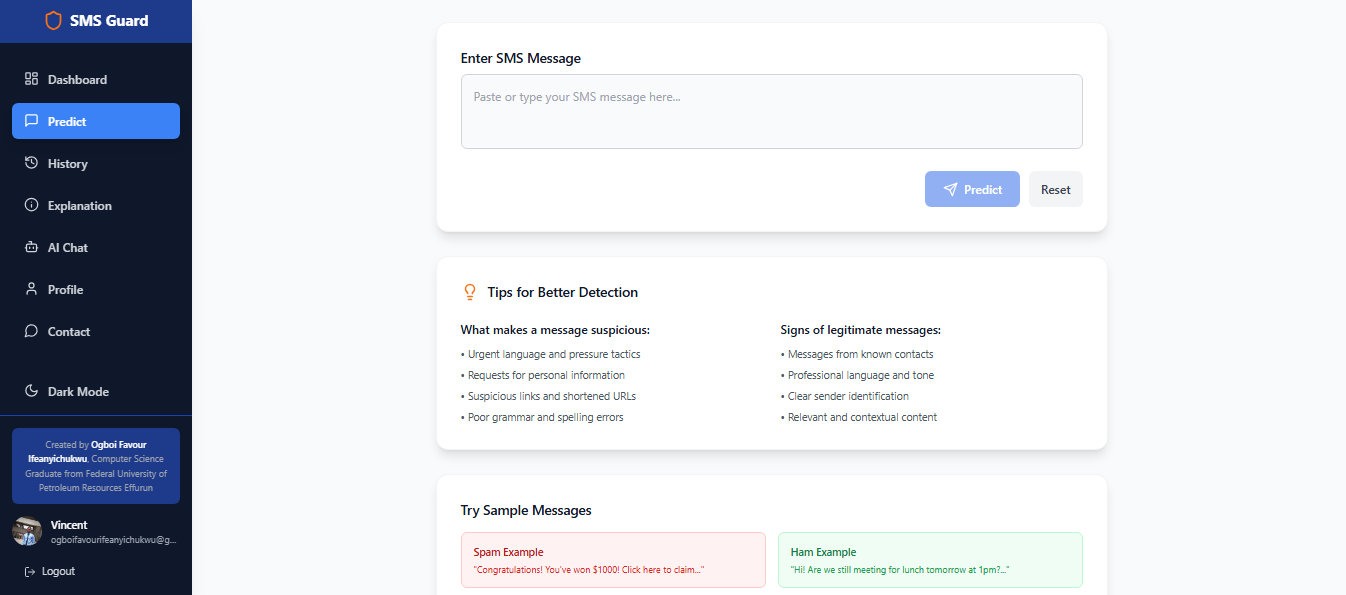 SMS Guard
Dashboard
Predict
History
Explanation
AI Chat
Profile
Contact
Dark Mode
Created by Ogboi Favour
Ifeanyichukwu, Computer Science
Graduate from Federal University of
Petroleum Resources Effurun
Vincent
ogboifavourifeanyichukwu@g...
Logout
Enter SMS Message
Paste or type your SMS message here...
Predict
Reset
Tips for Better Detection
What makes a message suspicious:
• Urgent language and pressure tactics
• Requests for personal information
• Suspicious links and shortened URLs
• Poor grammar and spelling errors
Signs of legitimate messages:
• Messages from known contacts
• Professional language and tone
• Clear sender identification
• Relevant and contextual content
Try Sample Messages
Spam Example
"Congratulations! You've won $1000! Click here to claim..."
Ham Example
"Hi! Are we still meeting for lunch tomorrow at 1pm?..."